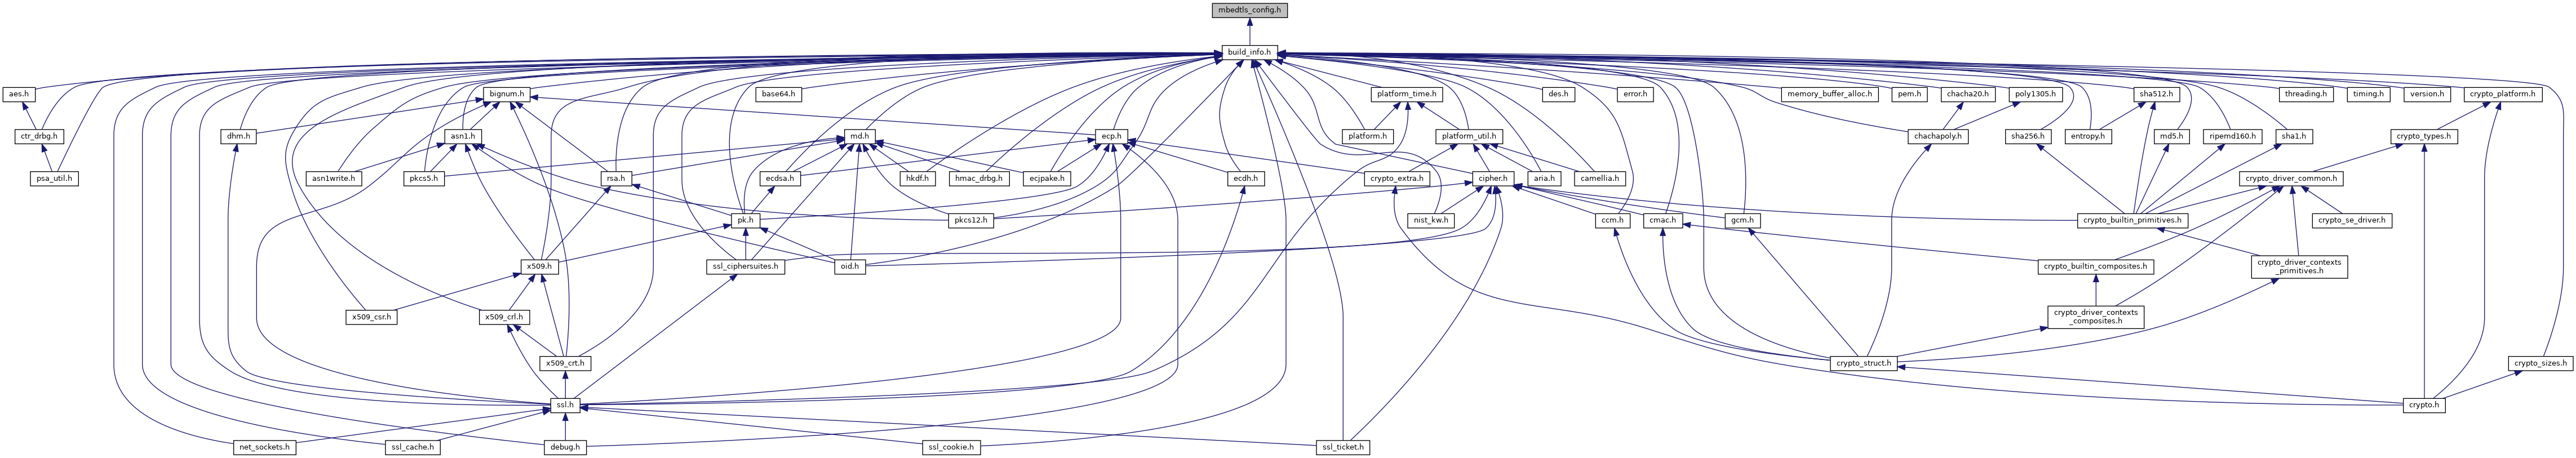 mbedtls_config.h
build_info.h
aes.h
bignum.h
base64.h
platform_time.h
des.h
error.h
memory_buffer_alloc.h
pem.h
chacha20.h
poly1305.h
sha512.h
threading.h
timing.h
version.h
crypto_platform.h
ctr_drbg.h
dhm.h
asn1.h
md.h
ecp.h
platform.h
platform_util.h
chachapoly.h
sha256.h
entropy.h
md5.h
ripemd160.h
sha1.h
crypto_types.h
psa_util.h
asn1write.h
pkcs5.h
rsa.h
ecdsa.h
hkdf.h
hmac_drbg.h
ecjpake.h
ecdh.h
crypto_extra.h
cipher.h
aria.h
camellia.h
crypto_driver_common.h
pk.h
pkcs12.h
nist_kw.h
ccm.h
cmac.h
gcm.h
crypto_builtin_primitives.h
crypto_se_driver.h
x509.h
ssl_ciphersuites.h
oid.h
crypto_builtin_composites.h
crypto_driver_contexts
_primitives.h
x509_csr.h
x509_crl.h
crypto_driver_contexts
_composites.h
x509_crt.h
crypto_struct.h
crypto_sizes.h
ssl.h
crypto.h
net_sockets.h
ssl_cache.h
debug.h
ssl_cookie.h
ssl_ticket.h